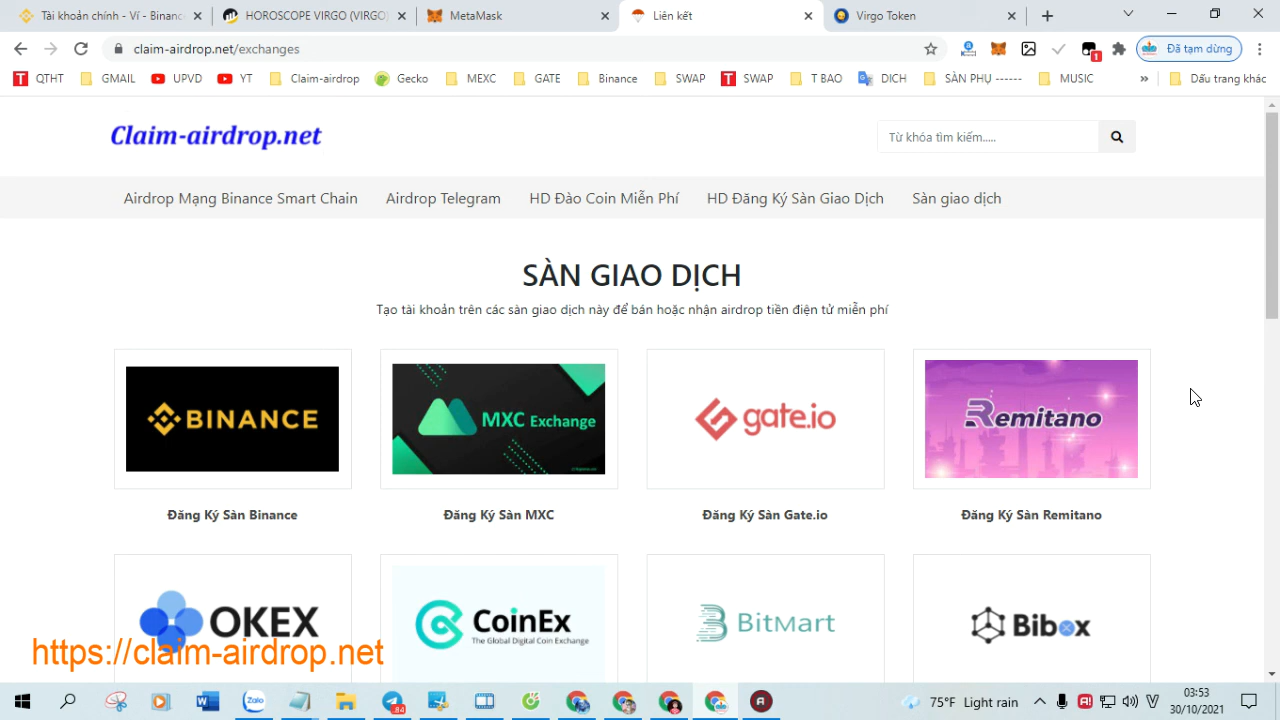 Tài khoản chính - Ví - Binanc
HOROSCOPE VIRGO (VIRGO)
MetaMask
Liên kết
Virgo Token
claim-airdrop.net/exchanges
1
Đã tạm dừng
QTHT
GMAIL
UPVD
YT
Claim-airdrop
Gecko
MEXC
GATE
Binance
SWAP
SWAP
T BAO
DICH
SÀN PHỤ ------
MUSIC
»
Dấu trang khác
Claim-airdrop.net
Từ khóa tìm kiếm.....
Airdrop Mạng Binance Smart Chain
Airdrop Telegram
HD Đào Coin Miễn Phí
HD Đăng Ký Sàn Giao Dịch
Sàn giao dịch
SÀN GIAO DỊCH
Tạo tài khoản trên các sàn giao dịch này để bán hoặc nhận airdrop tiền điện tử miễn phí
BINANCE
MXC Exchange
gate.io
Remitano
Đăng Ký Sàn Binance
Đăng Ký Sàn MXC
Đăng Ký Sàn Gate.io
Đăng Ký Sàn Remitano
OKEX
CoinEx
The Global Digital Coin Exchange
BitMart
Bibox
https://claim-airdrop.net
Zalo
84
75°F Light rain
03:53
30/10/2021